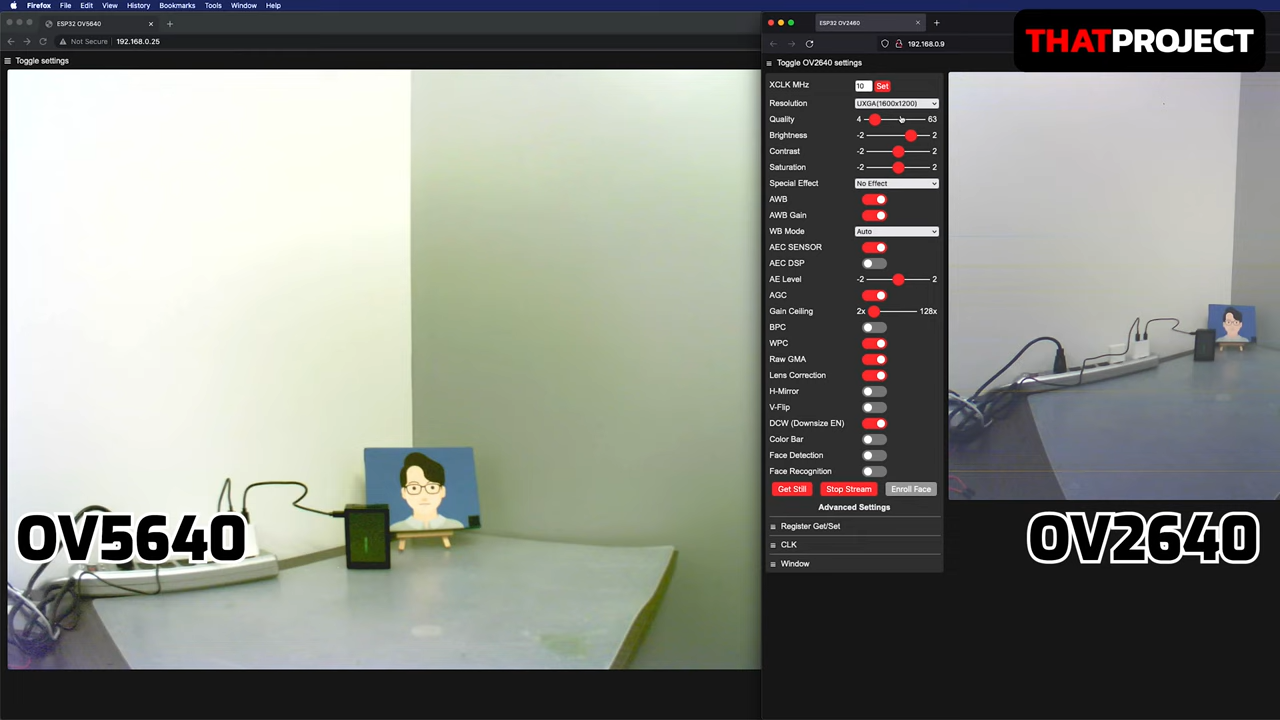 Firefox File Edit View History Bookmarks Tools Window Help
ESP32 OV5640
Not Secure 192.168.0.25
Toggle settings
OV5640
ESP32 OV2460
192.168.0.9
THATPROJECT
Toggle OV2640 settings
XCLK MHz 10 Set
Resolution UXGA(1600x1200)
Quality 4 63
Brightness -2 2
Contrast -2 2
Saturation -2 2
Special Effect No Effect
AWB
AWB Gain
WB Mode Auto
AEC SENSOR
AEC DSP
AE Level -2 2
AGC
Gain Ceiling 2x 128x
BPC
WPC
Raw GMA
Lens Correction
H-Mirror
V-Flip
DCW (Downsize EN)
Color Bar
Face Detection
Face Recognition
Get Still Stop Stream Enroll Face
Advanced Settings
Register Get/Set
CLK
Window
OV2640